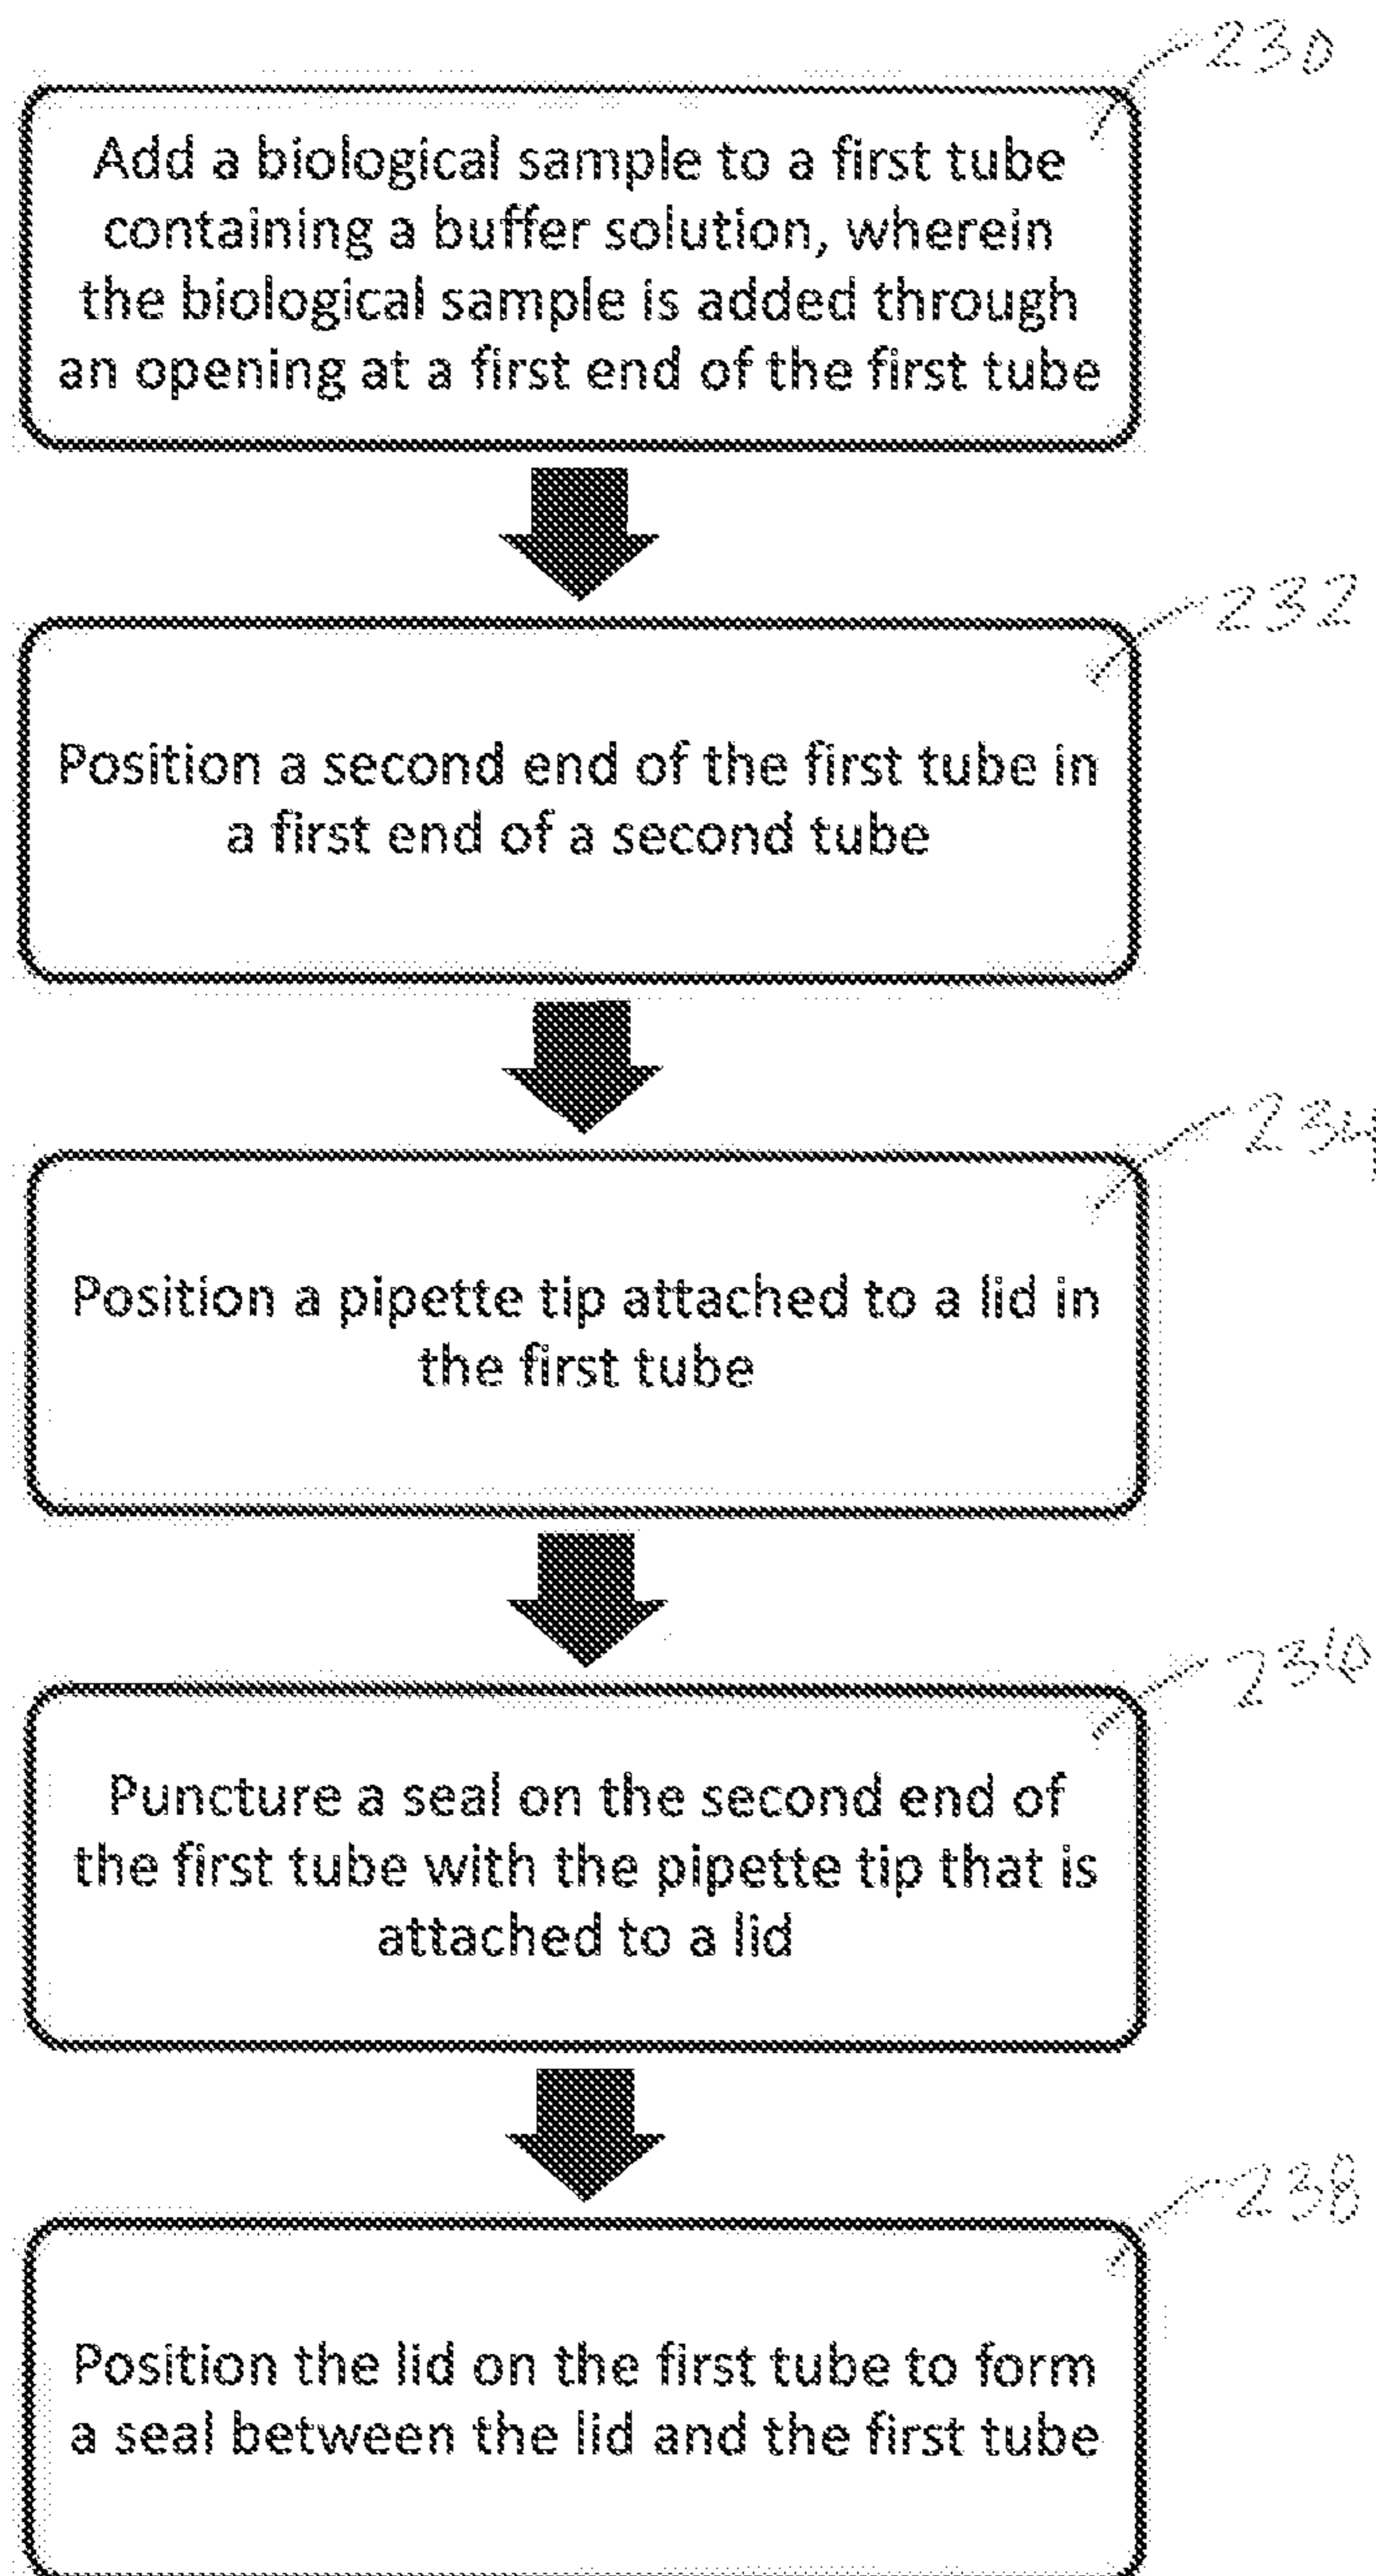 230
Add a biological sample to a first tube
containing a buffer solution, wherein
the biological sample is added through
an opening at a first end of the first tube
232
Position a second end of the first tube in
a first end of a second tube
234
Position a pipette tip attached to a lid in
the first tube
236
Puncture a seal on the second end of
the first tube with the pipette tip that is
attached to a lid
238
Position the lid on the first tube to form
a seal between the lid and the first tube